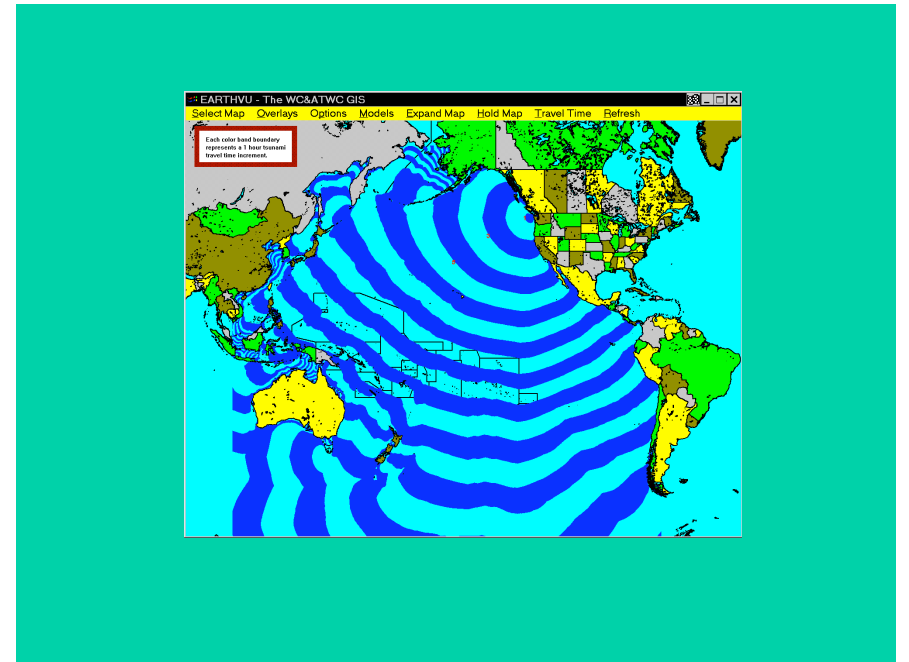 EARTHVU - The WC&ATWC GIS
Select Map Overlays Options Models Expand Map Hold Map Travel Time Refresh
Each color band boundary
represents a 1 hour tsunami
travel time increment.